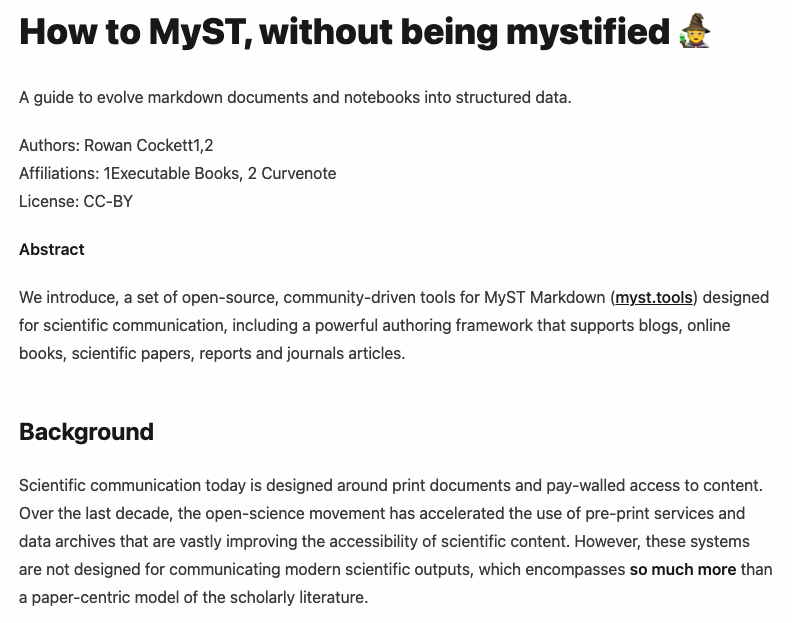 How to MyST, without being mystified 🧙
A guide to evolve markdown documents and notebooks into structured data.
Authors: Rowan Cockett1,2
Affiliations: 1Executable Books, 2 Curvenote
License: CC-BY
Abstract
We introduce, a set of open-source, community-driven tools for MyST Markdown (myst.tools) designed
for scientific communication, including a powerful authoring framework that supports blogs, online
books, scientific papers, reports and journals articles.
Background
Scientific communication today is designed around print documents and pay-walled access to content.
Over the last decade, the open-science movement has accelerated the use of pre-print services and
data archives that are vastly improving the accessibility of scientific content. However, these systems
are not designed for communicating modern scientific outputs, which encompasses so much more than
a paper-centric model of the scholarly literature.